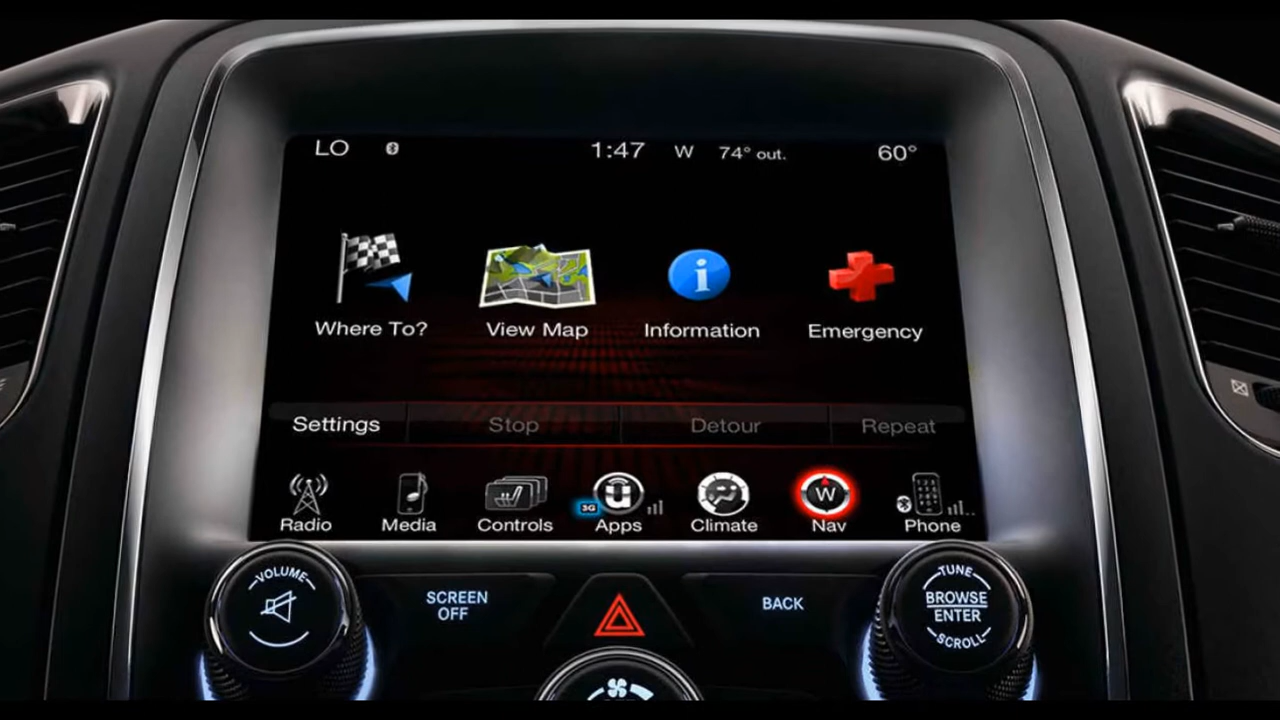 LO 1:47 W 74° out. 60°
Where To? View Map Information Emergency
Settings Stop Detour Repeat
3G W
Radio Media Controls Apps Climate Nav Phone
VOLUME
SCREEN
OFF
BACK
TUNE
BROWSE
ENTER
SCROLL